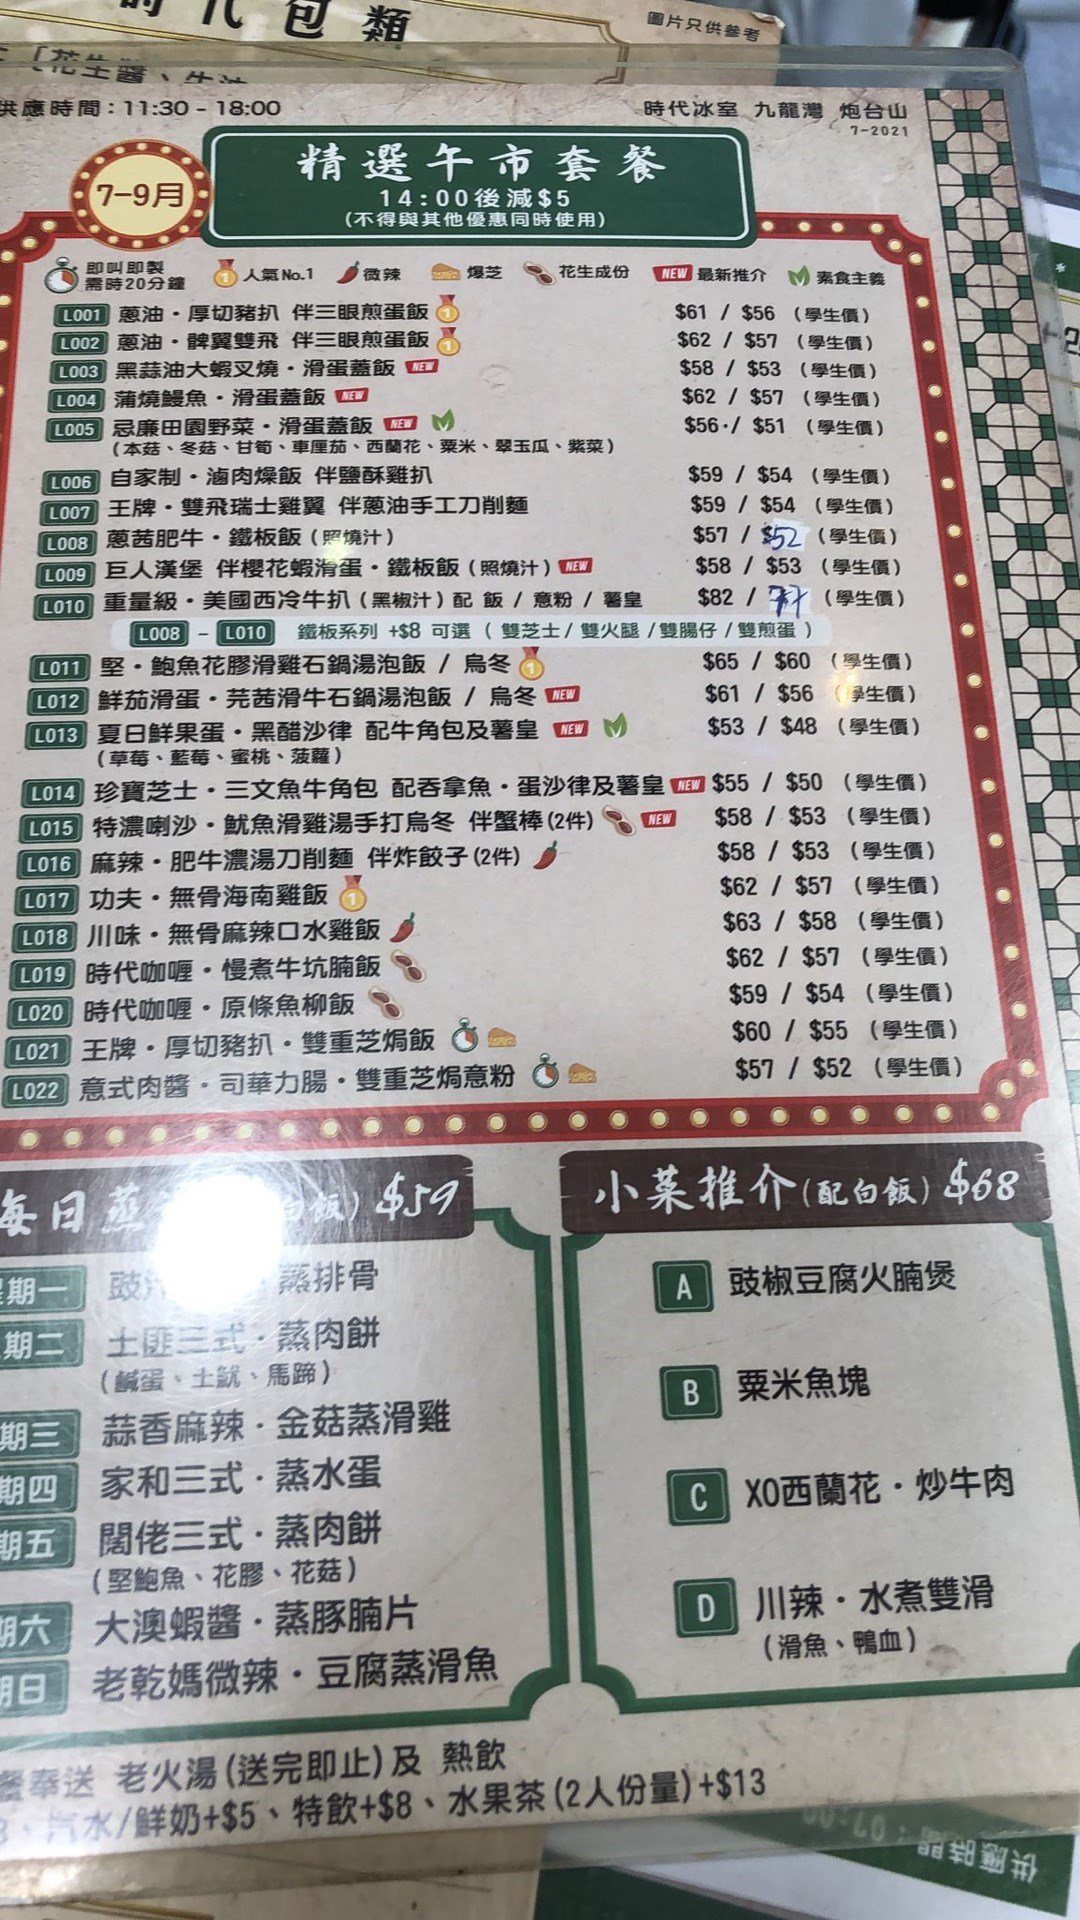 時代包類
圖片只供參考
「花生醬、牛油
供應時間：11:30 - 18:00
時代冰室 九龍灣 炮台山
7-2021
7-9月
精選午市套餐
14:00後減$5
(不得與其他優惠同時使用)
即叫即製
需時20分鐘
人氣No.1
微辣
爆芝
花生成份
NEW 最新推介
素食主義
L001 蔥油・厚切豬扒 伴三眼煎蛋飯 1 $61 / $56 (學生價)
L002 蔥油・髀翼雙飛 伴三眼煎蛋飯 1 $62 / $57 (學生價)
L003 黑蒜油大蝦叉燒・滑蛋蓋飯 NEW $58 / $53 (學生價)
L004 蒲燒鰻魚・滑蛋蓋飯 NEW $62 / $57 (學生價)
L005 忌廉田園野菜・滑蛋蓋飯 NEW $56 / $51 (學生價)
(本菇、冬菇、甘筍、車厘茄、西蘭花、粟米、翠玉瓜、紫菜)
L006 自家制・滷肉燥飯 伴鹽酥雞扒 $59 / $54 (學生價)
L007 王牌・雙飛瑞士雞翼 伴蔥油手工刀削麵 $59 / $54 (學生價)
L008 蔥茜肥牛・鐵板飯 (照燒汁) $57 / $52 (學生價)
L009 巨人漢堡 伴櫻花蝦滑蛋・鐵板飯 (照燒汁) NEW $58 / $53 (學生價)
L010 重量級・美國西冷牛扒 (黑椒汁) 配 飯 / 意粉 / 薯皇 $82 / (學生價)
L008 - L010 鐵板系列 +$8 可選 ( 雙芝士 / 雙火腿 / 雙腸仔 / 雙煎蛋 )
L011 堅・鮑魚花膠滑雞石鍋湯泡飯 / 烏冬 1 $65 / $60 (學生價)
L012 鮮茄滑蛋・芫茜滑牛石鍋湯泡飯 / 烏冬 NEW $61 / $56 (學生價)
L013 夏日鮮果蛋・黑醋沙律 配牛角包及薯皇 NEW $53 / $48 (學生價)
(草莓、藍莓、蜜桃、菠蘿)
L014 珍寶芝士・三文魚牛角包 配吞拿魚・蛋沙律及薯皇 NEW $55 / $50 (學生價)
L015 特濃喇沙・魷魚滑雞湯手打烏冬 伴蟹棒(2件) NEW $58 / $53 (學生價)
L016 麻辣・肥牛濃湯刀削麵 伴炸餃子(2件) $58 / $53 (學生價)
L017 功夫・無骨海南雞飯 1 $62 / $57 (學生價)
L018 川味・無骨麻辣口水雞飯 $63 / $58 (學生價)
L019 時代咖喱・慢煮牛坑腩飯 $62 / $57 (學生價)
L020 時代咖喱・原條魚柳飯 $59 / $54 (學生價)
L021 王牌・厚切豬扒・雙重芝焗飯 $60 / $55 (學生價)
L022 意式肉醬・司華力腸・雙重芝焗意粉 $57 / $52 (學生價)
每日蒸 白飯) $59
星期一 豉 蒸排骨
期二 土匪三式・蒸肉餅
(鹹蛋、土魷、馬蹄)
期三 蒜香麻辣・金菇蒸滑雞
期四 家和三式・蒸水蛋
期五 闊佬三式・蒸肉餅
(堅鮑魚、花膠、花菇)
期六 大澳蝦醬・蒸豚腩片
期日 老乾媽微辣・豆腐蒸滑魚
小菜推介(配白飯) $68
A 豉椒豆腐火腩煲
B 粟米魚塊
C XO西蘭花・炒牛肉
D 川辣・水煮雙滑
(滑魚、鴨血)
餐奉送 老火湯(送完即止)及 熱飲
、汽水/鮮奶+$5、特飲+$8、水果茶(2人份量)+$13
供應時間：07:00